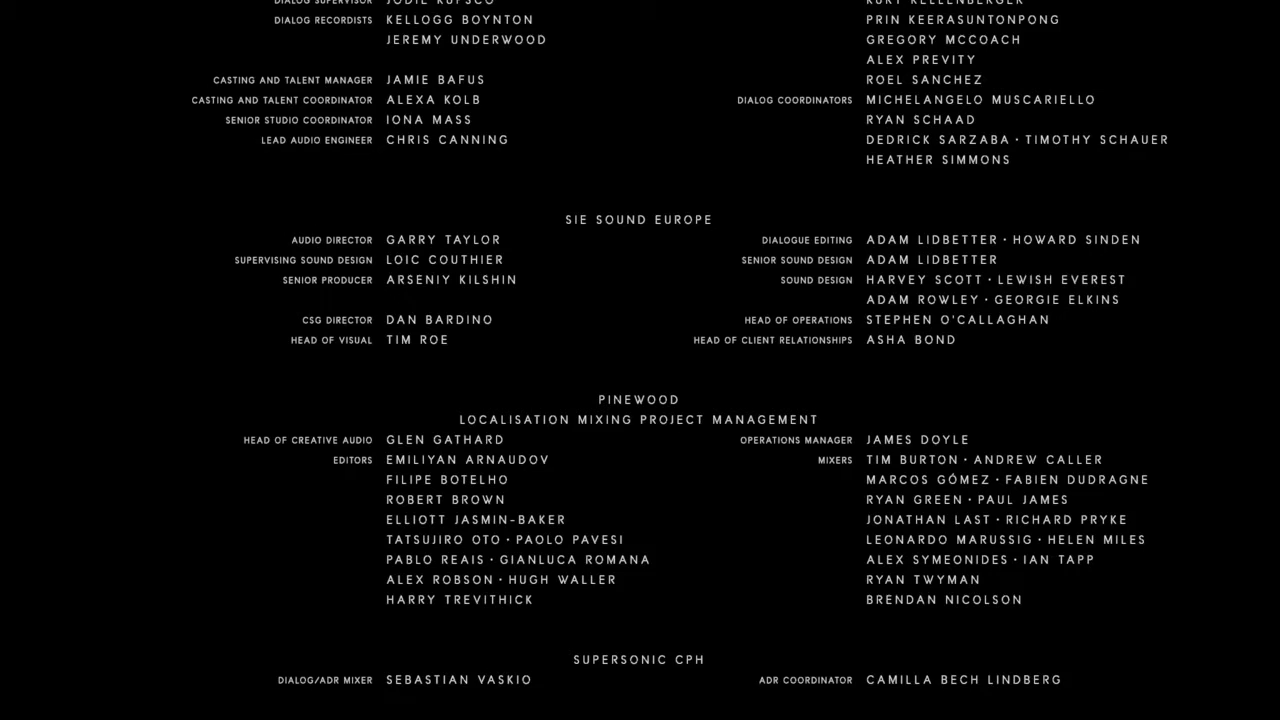 DIALOG SUPERVISOR JODIE KUPSCO
DIALOG RECORDISTS KELLOGG BOYNTON
JEREMY UNDERWOOD
CASTING AND TALENT MANAGER JAMIE BAFUS
CASTING AND TALENT COORDINATOR ALEXA KOLB
SENIOR STUDIO COORDINATOR IONA MASS
LEAD AUDIO ENGINEER CHRIS CANNING
KURT KELLENBERGER
PRIN KEERASUNTONPONG
GREGORY MCCOACH
ALEX PREVITY
ROEL SANCHEZ
DIALOG COORDINATORS MICHELANGELO MUSCARIELLO
RYAN SCHAAD
DEDRICK SARZABA · TIMOTHY SCHAUER
HEATHER SIMMONS
SIE SOUND EUROPE
AUDIO DIRECTOR GARRY TAYLOR
SUPERVISING SOUND DESIGN LOIC COUTHIER
SENIOR PRODUCER ARSENIY KILSHIN
CSG DIRECTOR DAN BARDINO
HEAD OF VISUAL TIM ROE
DIALOGUE EDITING ADAM LIDBETTER · HOWARD SINDEN
SENIOR SOUND DESIGN ADAM LIDBETTER
SOUND DESIGN HARVEY SCOTT · LEWISH EVEREST
ADAM ROWLEY · GEORGIE ELKINS
HEAD OF OPERATIONS STEPHEN O'CALLAGHAN
HEAD OF CLIENT RELATIONSHIPS ASHA BOND
PINEWOOD
LOCALISATION MIXING PROJECT MANAGEMENT
HEAD OF CREATIVE AUDIO GLEN GATHARD
EDITORS EMILIYAN ARNAUDOV
FILIPE BOTELHO
ROBERT BROWN
ELLIOTT JASMIN-BAKER
TATSUJIRO OTO · PAOLO PAVESI
PABLO REAIS · GIANLUCA ROMANA
ALEX ROBSON · HUGH WALLER
HARRY TREVITHICK
OPERATIONS MANAGER JAMES DOYLE
MIXERS TIM BURTON · ANDREW CALLER
MARCOS GÓMEZ · FABIEN DUDRAGNE
RYAN GREEN · PAUL JAMES
JONATHAN LAST · RICHARD PRYKE
LEONARDO MARUSSIG · HELEN MILES
ALEX SYMEONIDES · IAN TAPP
RYAN TWYMAN
BRENDAN NICOLSON
SUPERSONIC CPH
DIALOG/ADR MIXER SEBASTIAN VASKIO
ADR COORDINATOR CAMILLA BECH LINDBERG